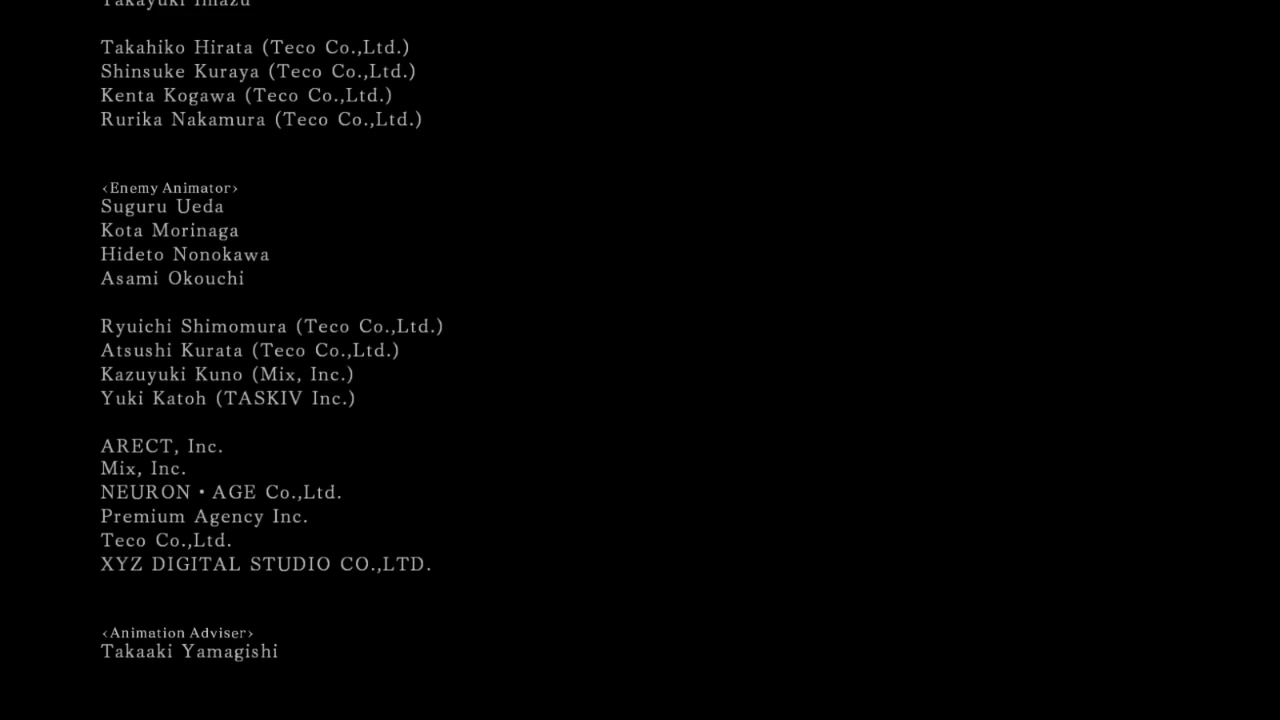 Takayuki Imazu
Takahiko Hirata (Teco Co.,Ltd.)
Shinsuke Kuraya (Teco Co.,Ltd.)
Kenta Kogawa (Teco Co.,Ltd.)
Rurika Nakamura (Teco Co.,Ltd.)
‹Enemy Animator›
Suguru Ueda
Kota Morinaga
Hideto Nonokawa
Asami Okouchi
Ryuichi Shimomura (Teco Co.,Ltd.)
Atsushi Kurata (Teco Co.,Ltd.)
Kazuyuki Kuno (Mix, Inc.)
Yuki Katoh (TASKIV Inc.)
ARECT, Inc.
Mix, Inc.
NEURON・AGE Co.,Ltd.
Premium Agency Inc.
Teco Co.,Ltd.
XYZ DIGITAL STUDIO CO.,LTD.
‹Animation Adviser›
Takaaki Yamagishi